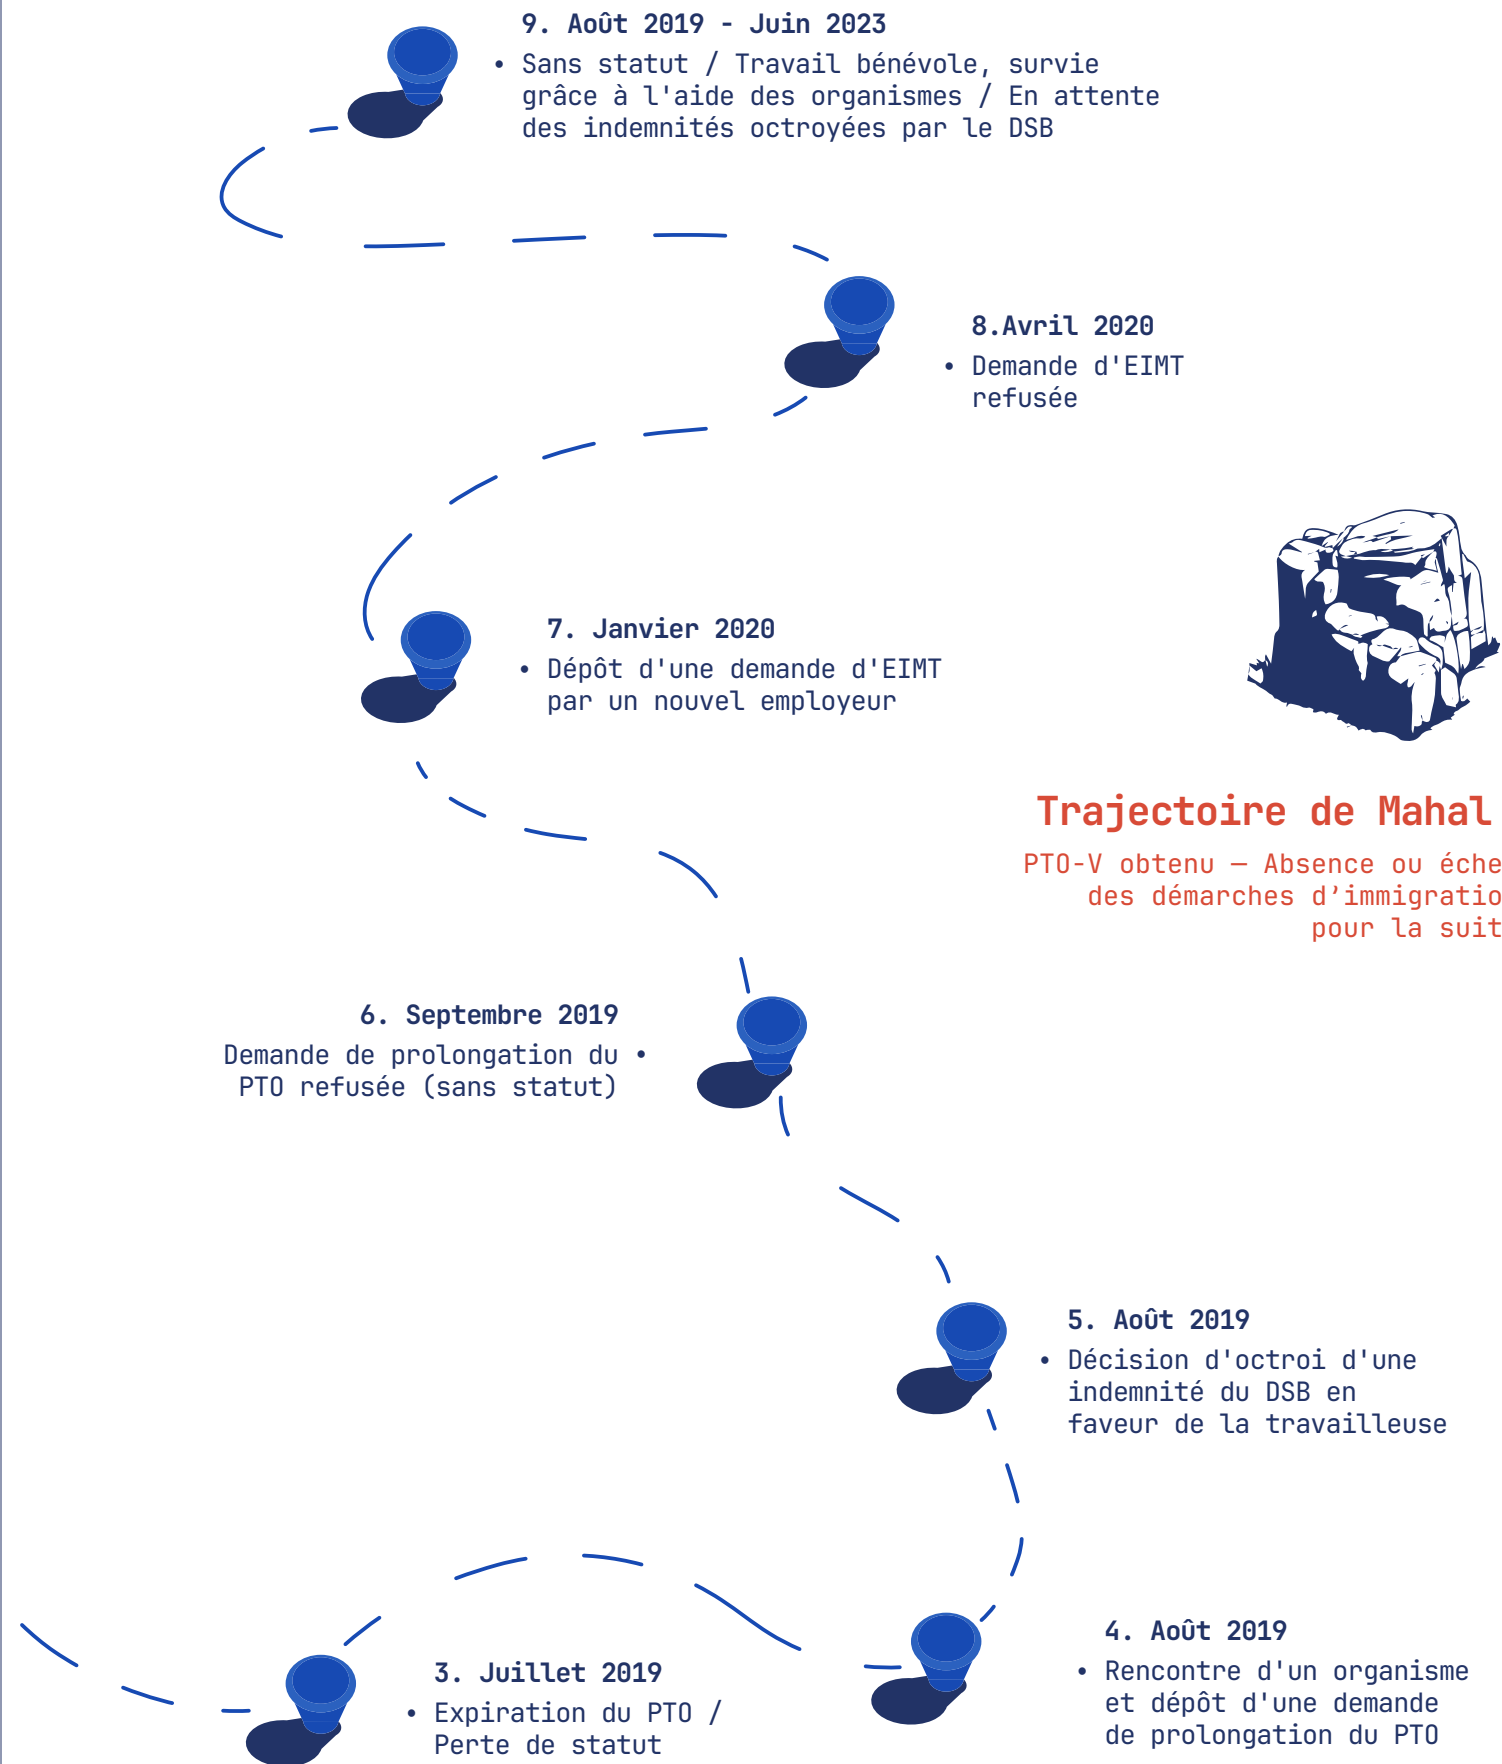 9. Août 2019 - Juin 2023
• Sans statut / Travail bénévole, survie
grâce à l'aide des organismes / En attente
des indemnités octroyées par le DSB
8.Avril 2020
• Demande d'EIMT
refusée
7. Janvier 2020
• Dépôt d'une demande d'EIMT
par un nouvel employeur
Trajectoire de Mahal
PTO-V obtenu – Absence ou éche
des démarches d’immigratio
pour la suit
6. Septembre 2019
Demande de prolongation du •
PTO refusée (sans statut)
5. Août 2019
• Décision d'octroi d'une
indemnité du DSB en
faveur de la travailleuse
4. Août 2019
• Rencontre d'un organisme
et dépôt d'une demande
de prolongation du PTO
3. Juillet 2019
• Expiration du PTO /
Perte de statut